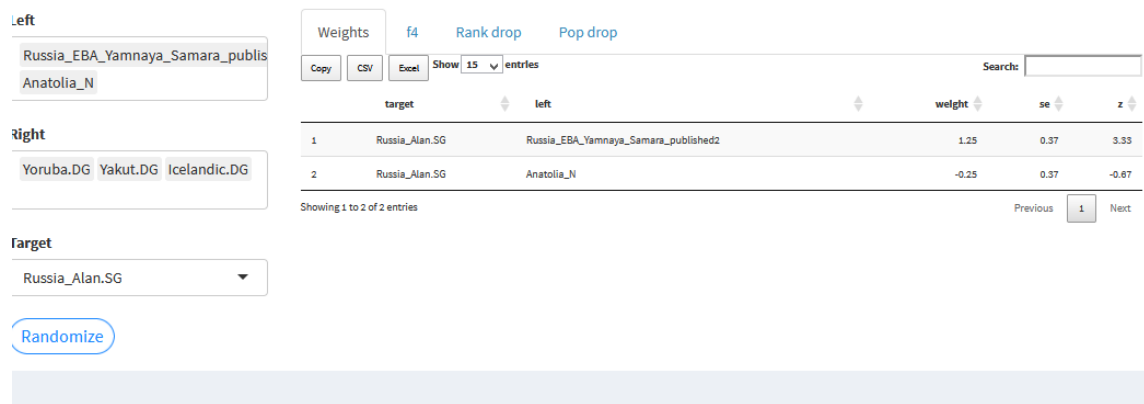 Left
Russia_EBA_Yamnaya_Samara_publis
Anatolia_N
Right
Yoruba.DG Yakut.DG Icelandic.DG
Target
Russia_Alan.SG
Randomize
Weights f4 Rank drop Pop drop
Copy CSV Excel Show 15 entries Search:
target left weight se z
1 Russia_Alan.SG Russia_EBA_Yamnaya_Samara_published2 1.25 0.37 3.33
2 Russia_Alan.SG Anatolia_N -0.25 0.37 -0.67
Showing 1 to 2 of 2 entries Previous 1 Next